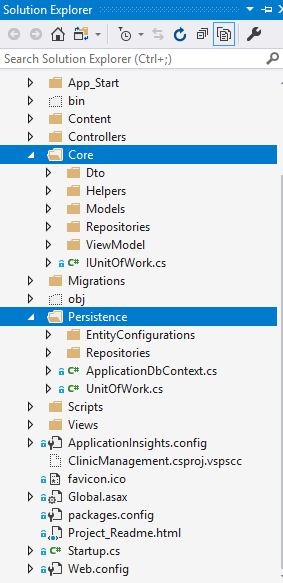 Solution Explorer
Search Solution Explorer (Ctrl+;)
App_Start
bin
Content
Controllers
Core
Dto
Helpers
Models
Repositories
ViewModel
C# IUnitOfWork.cs
Migrations
obj
Persistence
EntityConfigurations
Repositories
C# ApplicationDbContext.cs
C# UnitOfWork.cs
Scripts
Views
ApplicationInsights.config
ClinicManagement.csproj.vspscc
favicon.ico
Global.asax
packages.config
Project_Readme.html
C# Startup.cs
Web.config